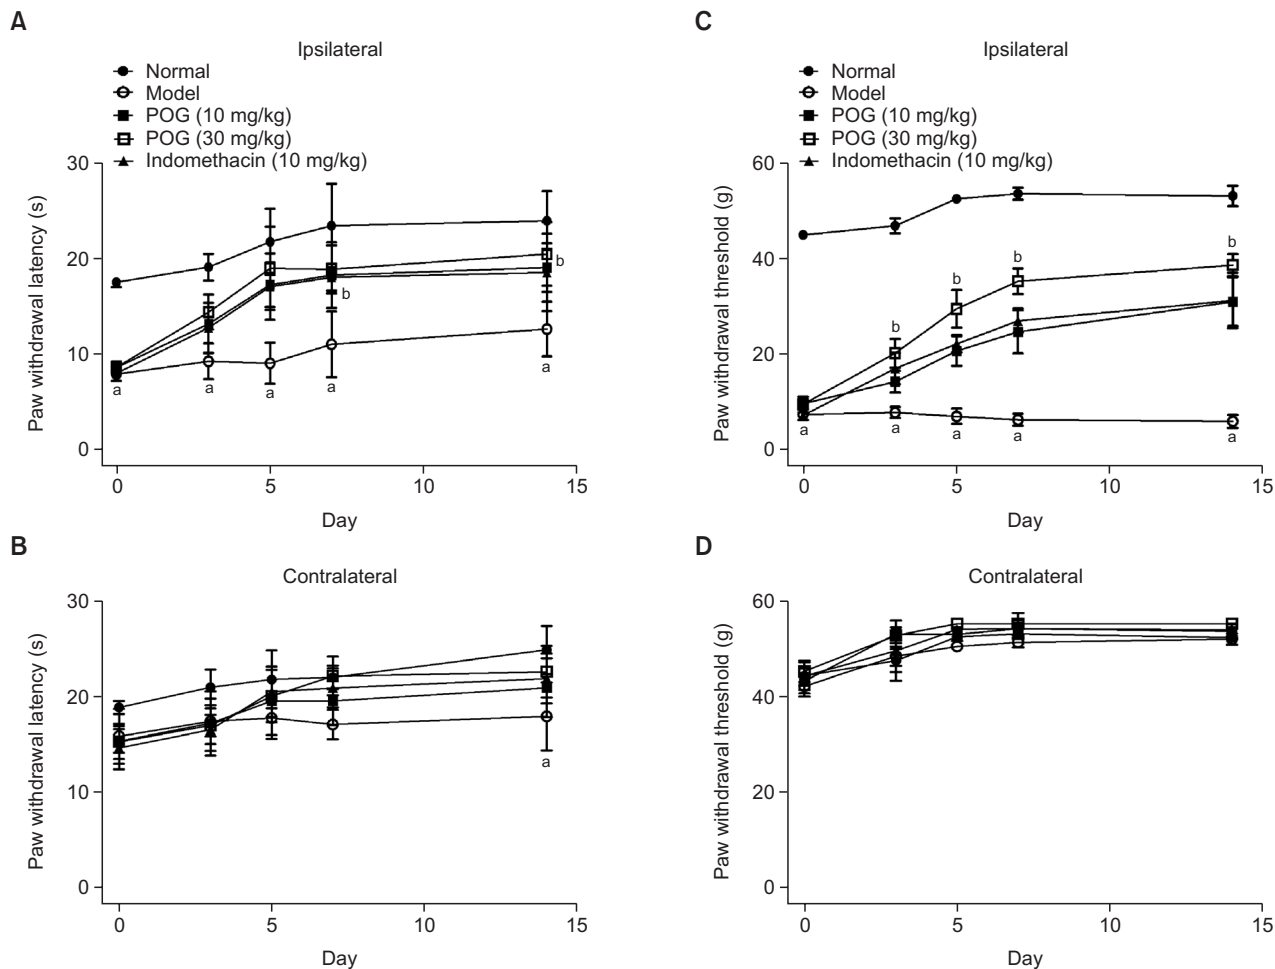 A
Ipsilateral
Normal
Model
POG (10 mg/kg)
POG (30 mg/kg)
Indomethacin (10 mg/kg)
Paw withdrawal latency (s)
30
20
10
0
b
b
a
a
a
a
a
0
5
10
15
Day
C
Ipsilateral
Normal
Model
POG (10 mg/kg)
POG (30 mg/kg)
Indomethacin (10 mg/kg)
Paw withdrawal threshold (g)
60
40
20
0
b
b
b
b
a
a
a
a
a
0
5
10
15
Day
B
Contralateral
Paw withdrawal latency (s)
30
20
10
0
a
0
5
10
15
Day
D
Contralateral
Paw withdrawal threshold (g)
60
40
20
0
0
5
10
15
Day